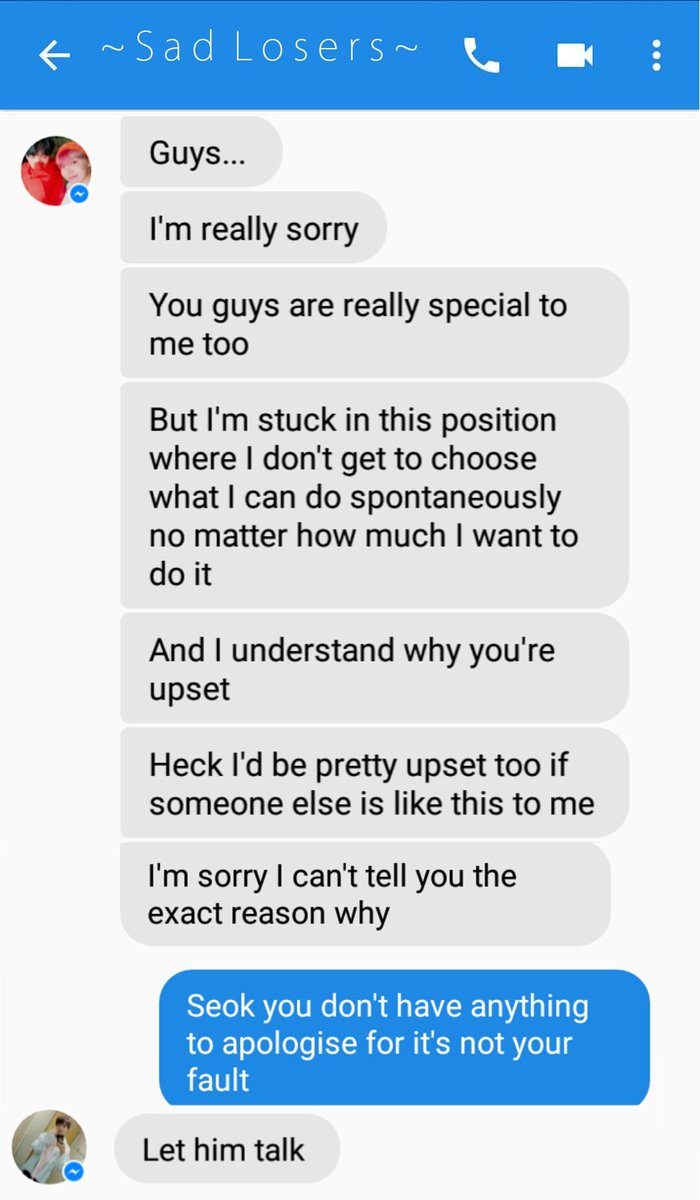 ~Sad Losers~
Guys...
I'm really sorry
You guys are really special to
me too
But I'm stuck in this position
where I don't get to choose
what I can do spontaneously
no matter how much I want to
do it
And I understand why you're
upset
Heck I'd be pretty upset too if
someone else is like this to me
I'm sorry I can't tell you the
exact reason why
Seok you don't have anything
to apologise for it's not your
fault
Let him talk